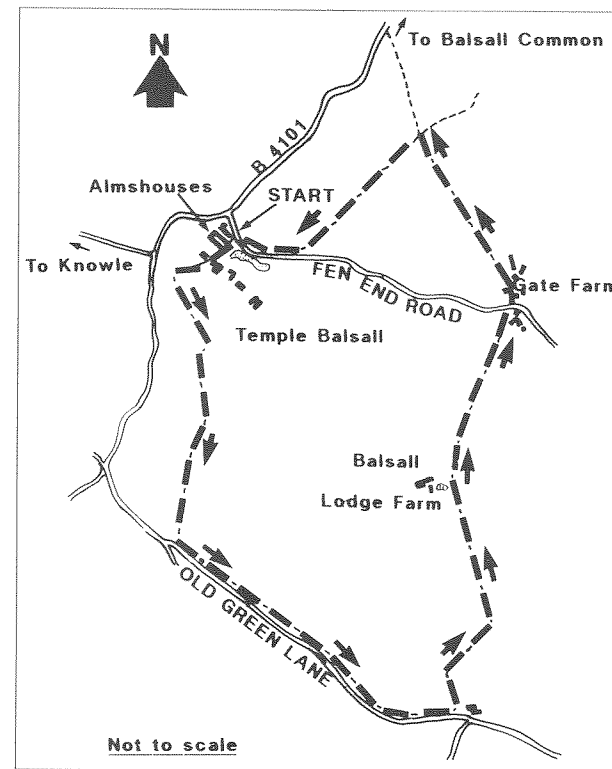 To Balsall Common
N
B 4101
Almshouses
START
To Knowle
FEN END ROAD
Gate Farm
Temple Balsall
Balsall
Lodge Farm
OLD GREEN LANE
Not to scale